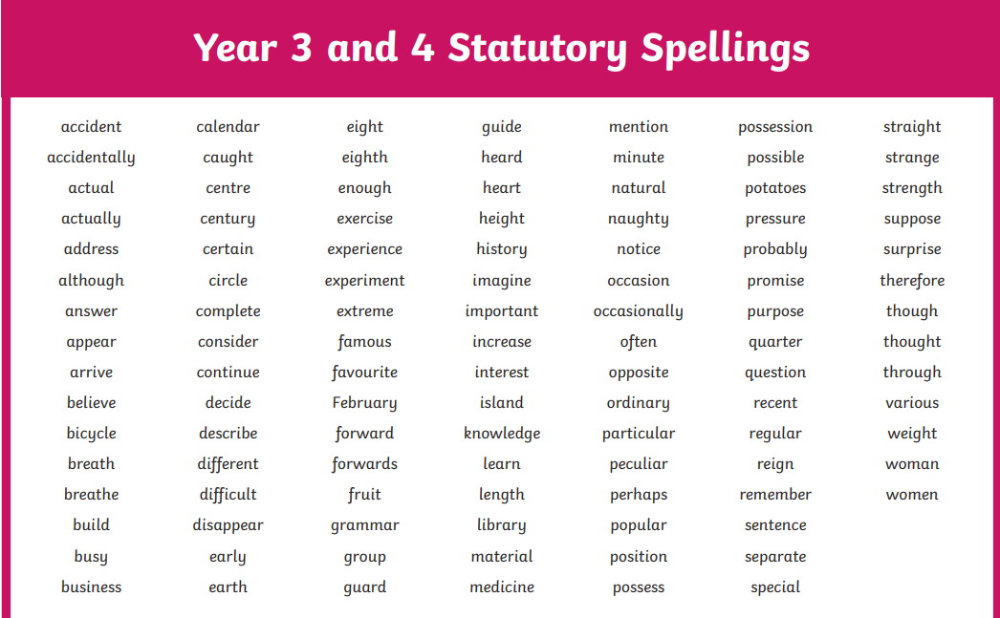 Year 3 and 4 Statutory Spellings
accident calendar eight guide mention possession straight
accidentally caught eighth heard minute possible strange
actual centre enough heart natural potatoes strength
actually century exercise height naughty pressure suppose
address certain experience history notice probably surprise
although circle experiment imagine occasion promise therefore
answer complete extreme important occasionally purpose though
appear consider famous increase often quarter thought
arrive continue favourite interest opposite question through
believe decide February island ordinary recent various
bicycle describe forward knowledge particular regular weight
breath different forwards learn peculiar reign woman
breathe difficult fruit length perhaps remember women
build disappear grammar library popular sentence
busy early group material position separate
business earth guard medicine possess special